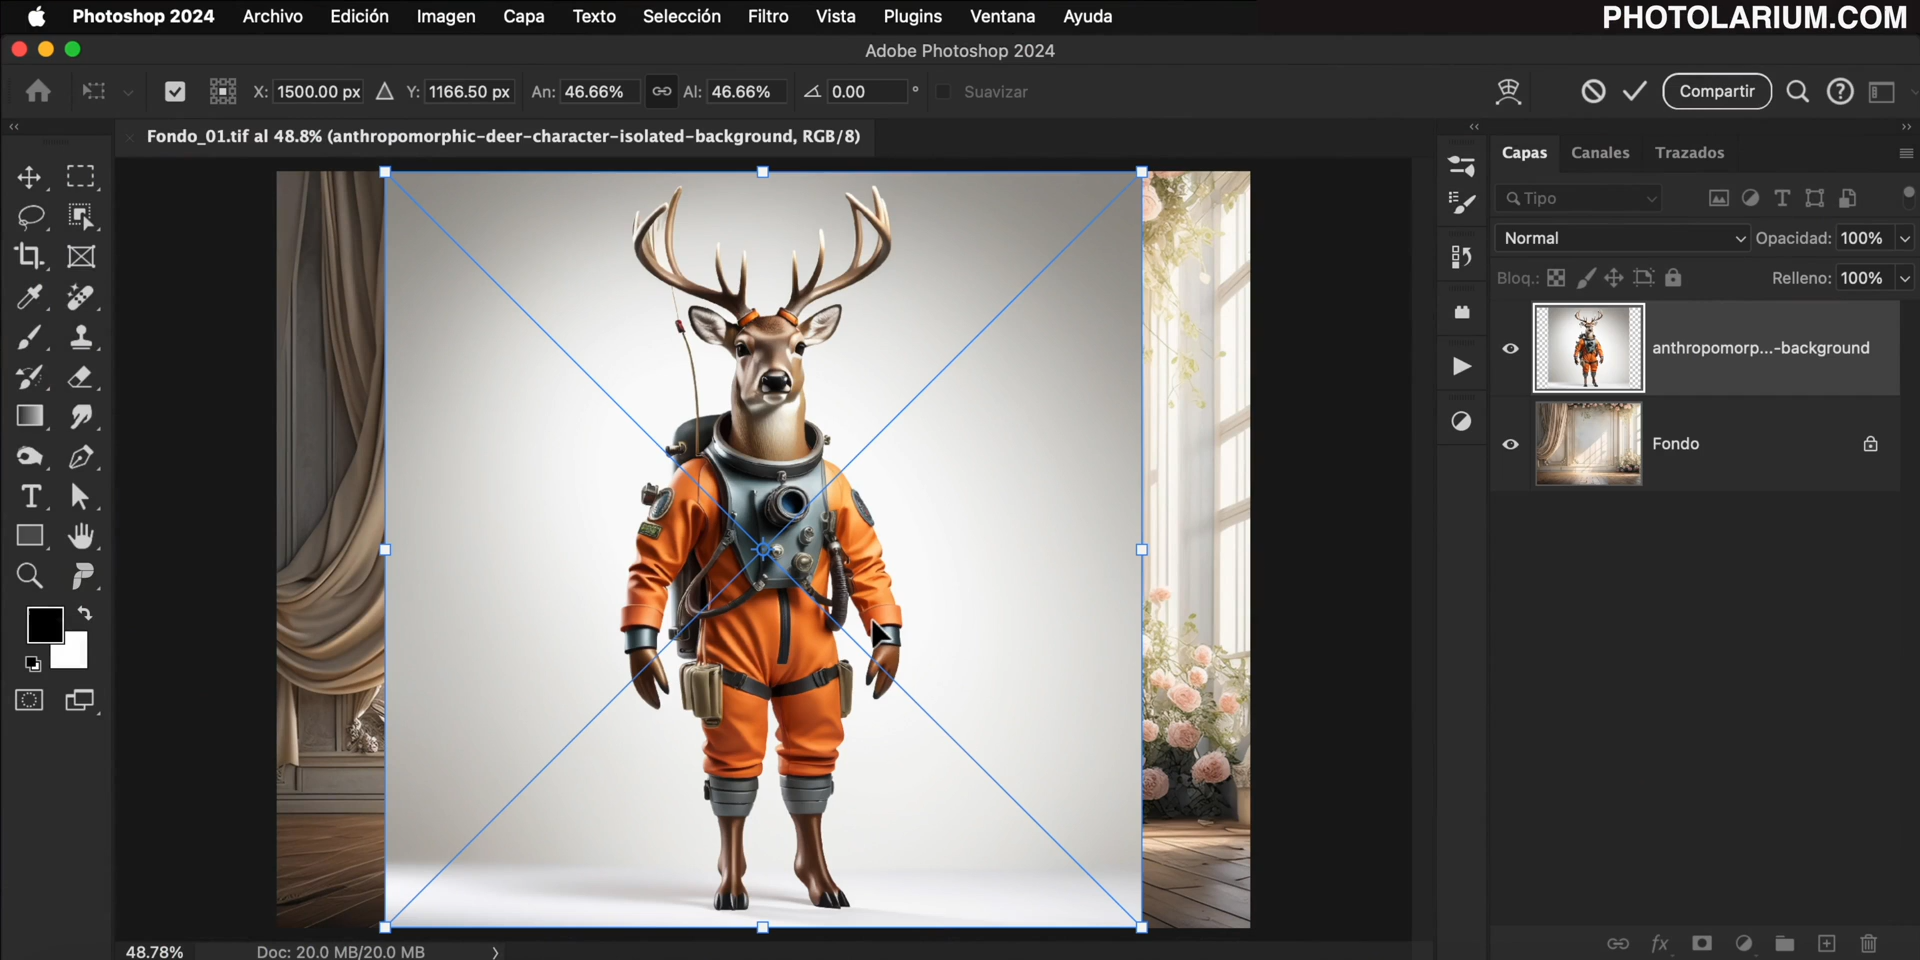 Photoshop 2024 Archivo Edición Imagen Capa Texto Selección Filtro Vista Plugins Ventana Ayuda
PHOTOLARIUM.COM
Adobe Photoshop 2024
X: 1500.00 px Y: 1166.50 px An: 46.66% Al: 46.66% 0.00 ° Suavizar Compartir
Fondo_01.tif al 48.8% (anthropomorphic-deer-character-isolated-background, RGB/8)
Capas Canales Trazados
Tipo
Normal Opacidad: 100%
Bloq.: Relleno: 100%
anthropomorp...-background
Fondo
48.78% Doc: 20.0 MB/20.0 MB